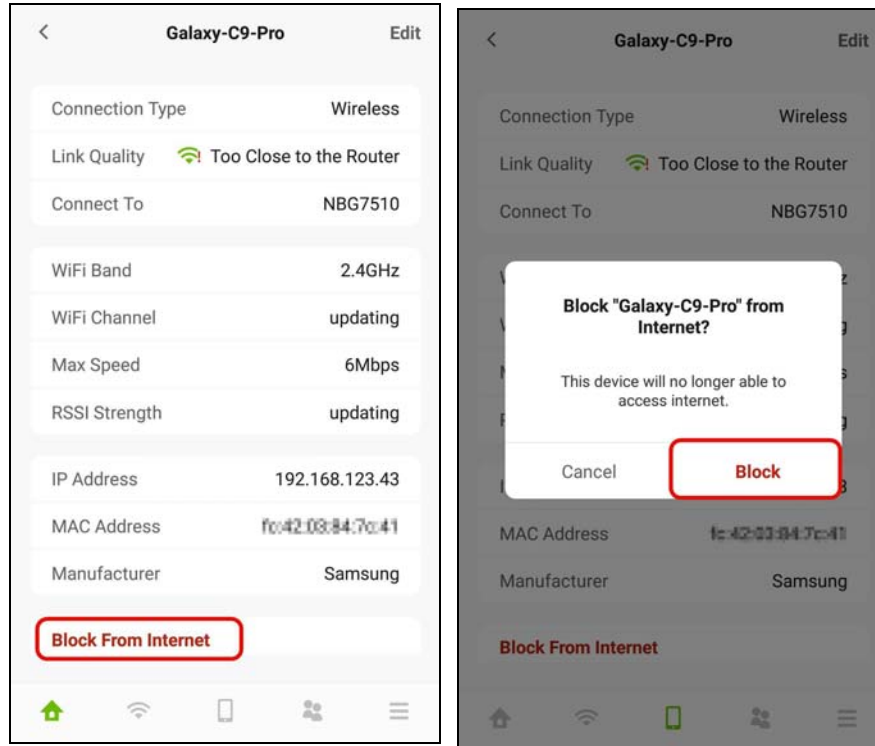 Galaxy-C9-Pro Edit
Connection Type Wireless
Link Quality Too Close to the Router
Connect To NBG7510
WiFi Band 2.4GHz
WiFi Channel updating
Max Speed 6Mbps
RSSI Strength updating
IP Address 192.168.123.43
MAC Address
Manufacturer Samsung
Block From Internet
Galaxy-C9-Pro Edit
Connection Type Wireless
Link Quality Too Close to the Router
Connect To NBG7510
Block "Galaxy-C9-Pro" from
Internet?
This device will no longer able to
access internet.
Cancel Block
MAC Address
Manufacturer Samsung
Block From Internet